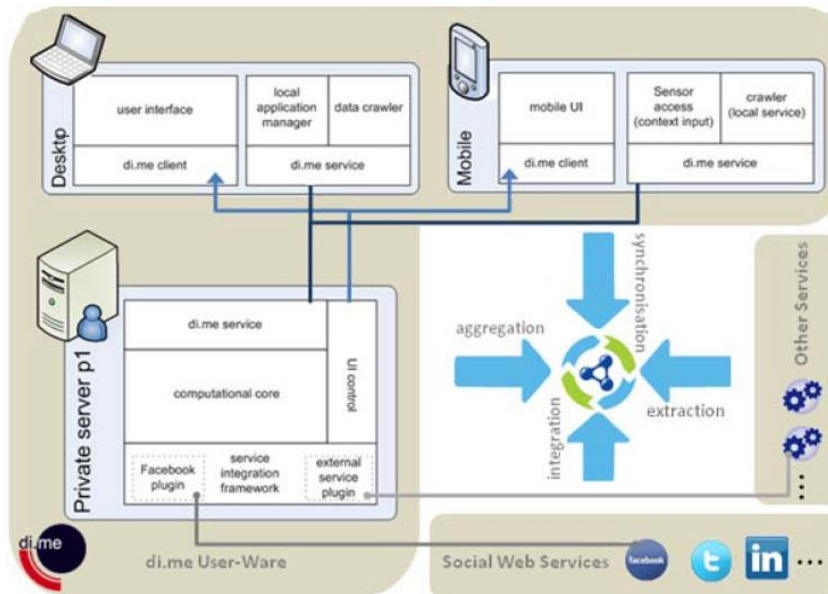 user interface
local
application
manager
data crawler
di.me client
di.me service
Desktp
mobile UI
Sensor
access
(context input)
crawler
(local service)
di.me client
di.me service
Mobile
di.me service
computational core
UI control
Facebook
plugin
service
integration
framework
external
service
plugin
Private server p1
synchronisation
aggregation
extraction
integration
Other Services
...
di.me
di.me User-Ware
Social Web Services
facebook
t
in
...